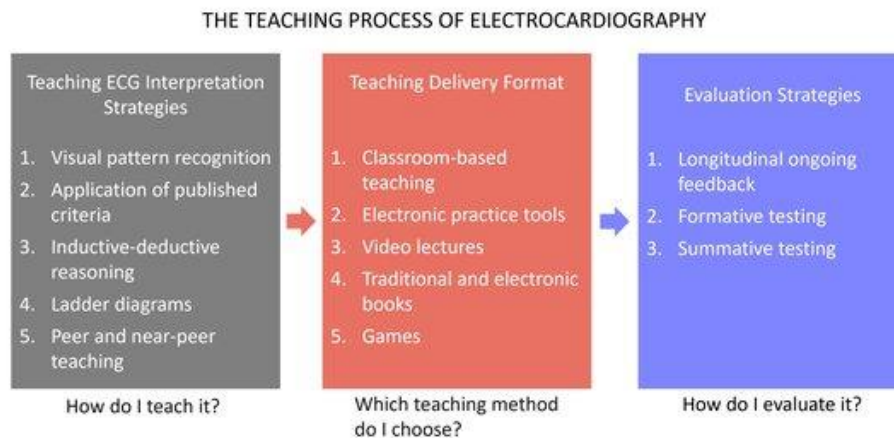 THE TEACHING PROCESS OF ELECTROCARDIOGRAPHY
Teaching ECG Interpretation
Strategies
1. Visual pattern recognition
2. Application of published
criteria
3. Inductive-deductive
reasoning
4. Ladder diagrams
5. Peer and near-peer
teaching
How do I teach it?
Teaching Delivery Format
1. Classroom-based
teaching
2. Electronic practice tools
3. Video lectures
4. Traditional and electronic
books
5. Games
Which teaching method
do I choose?
Evaluation Strategies
1. Longitudinal ongoing
feedback
2. Formative testing
3. Summative testing
How do I evaluate it?